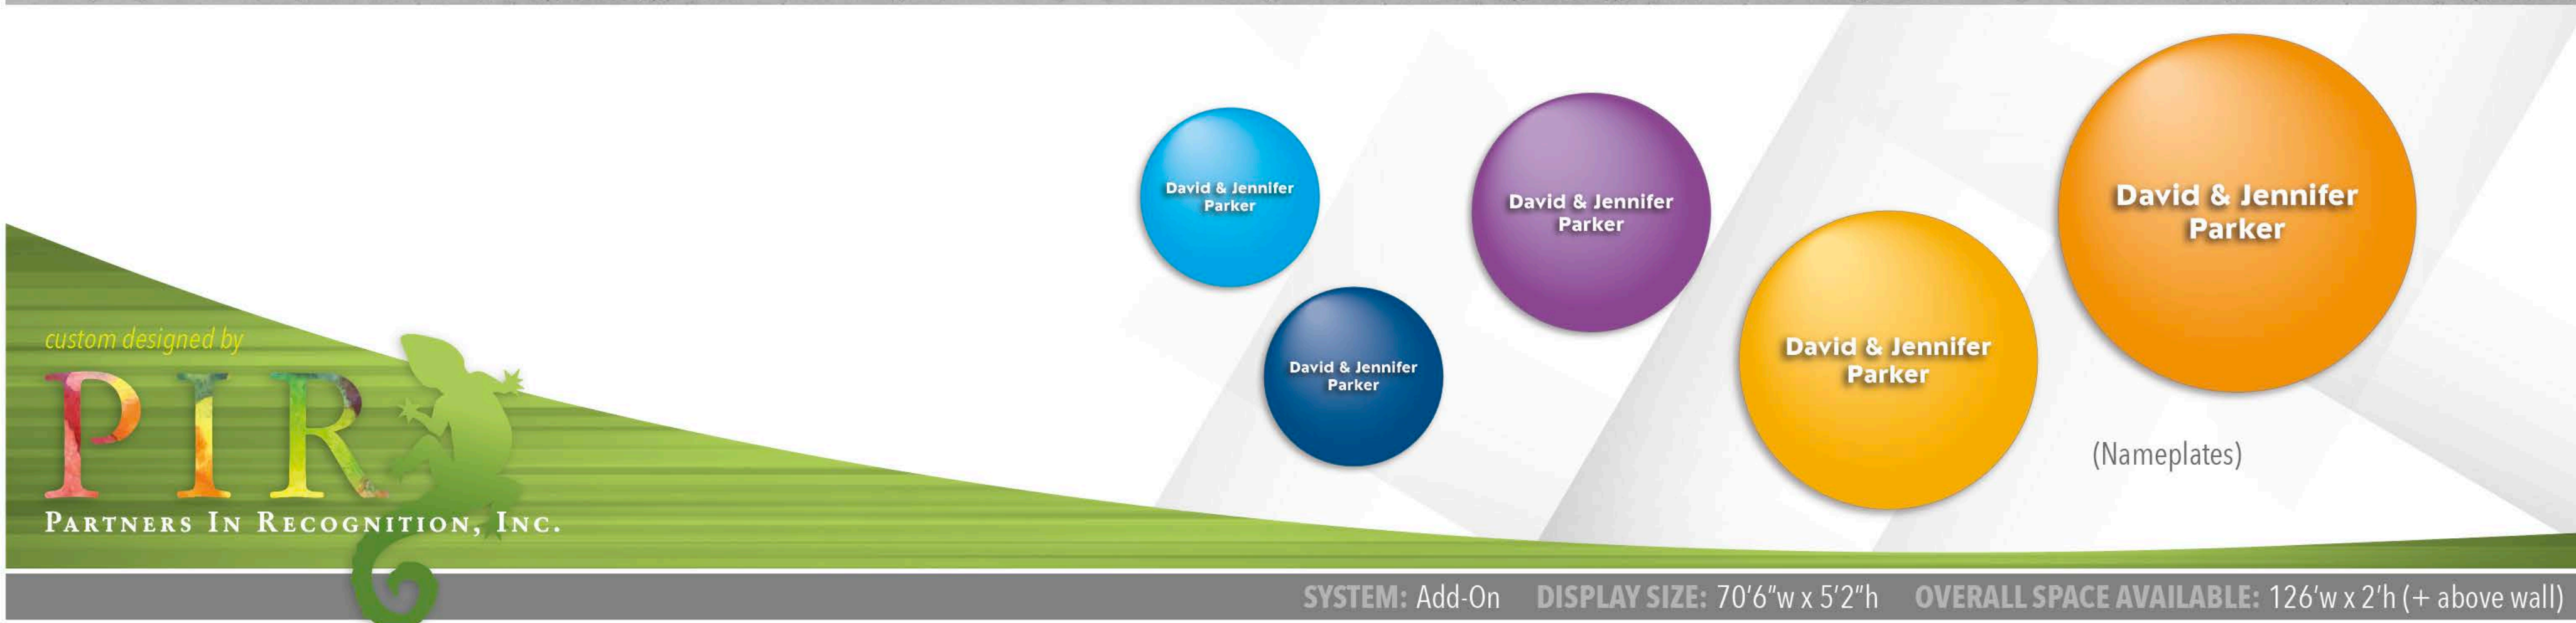 David & Jennifer
Parker
David & Jennifer
Parker
David & Jennifer
Parker
David & Jennifer
Parker
David & Jennifer
Parker
(Nameplates)
custom designed by
PIR
PARTNERS IN RECOGNITION, INC.
SYSTEM: Add-On DISPLAY SIZE: 70'6"w x 5'2"h OVERALL SPACE AVAILABLE: 126'w x 2'h (+ above wall)